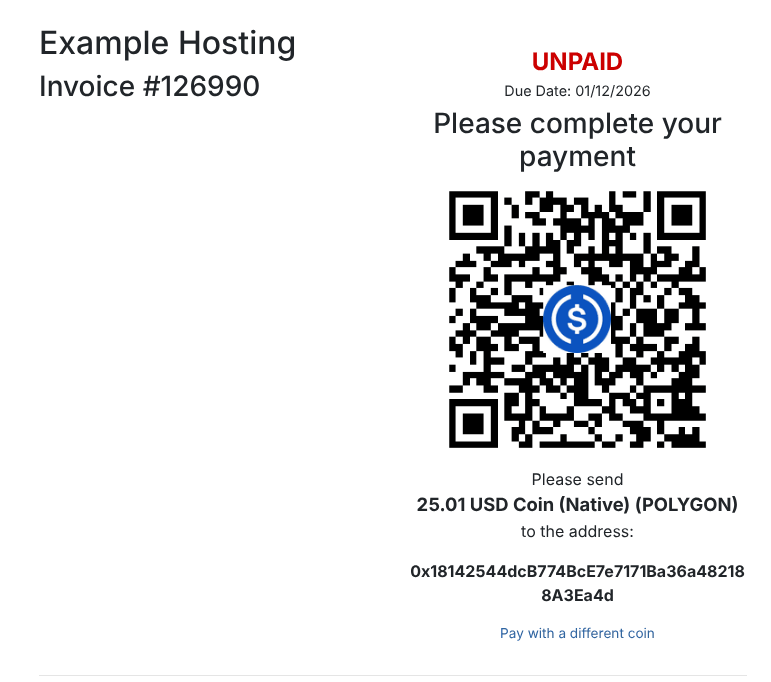 Example Hosting
Invoice #126990
UNPAID
Due Date: 01/12/2026
Please complete your
payment
Please send
25.01 USD Coin (Native) (POLYGON)
to the address:
0x18142544dcB774BcE7e7171Ba36a48218
8A3Ea4d
Pay with a different coin